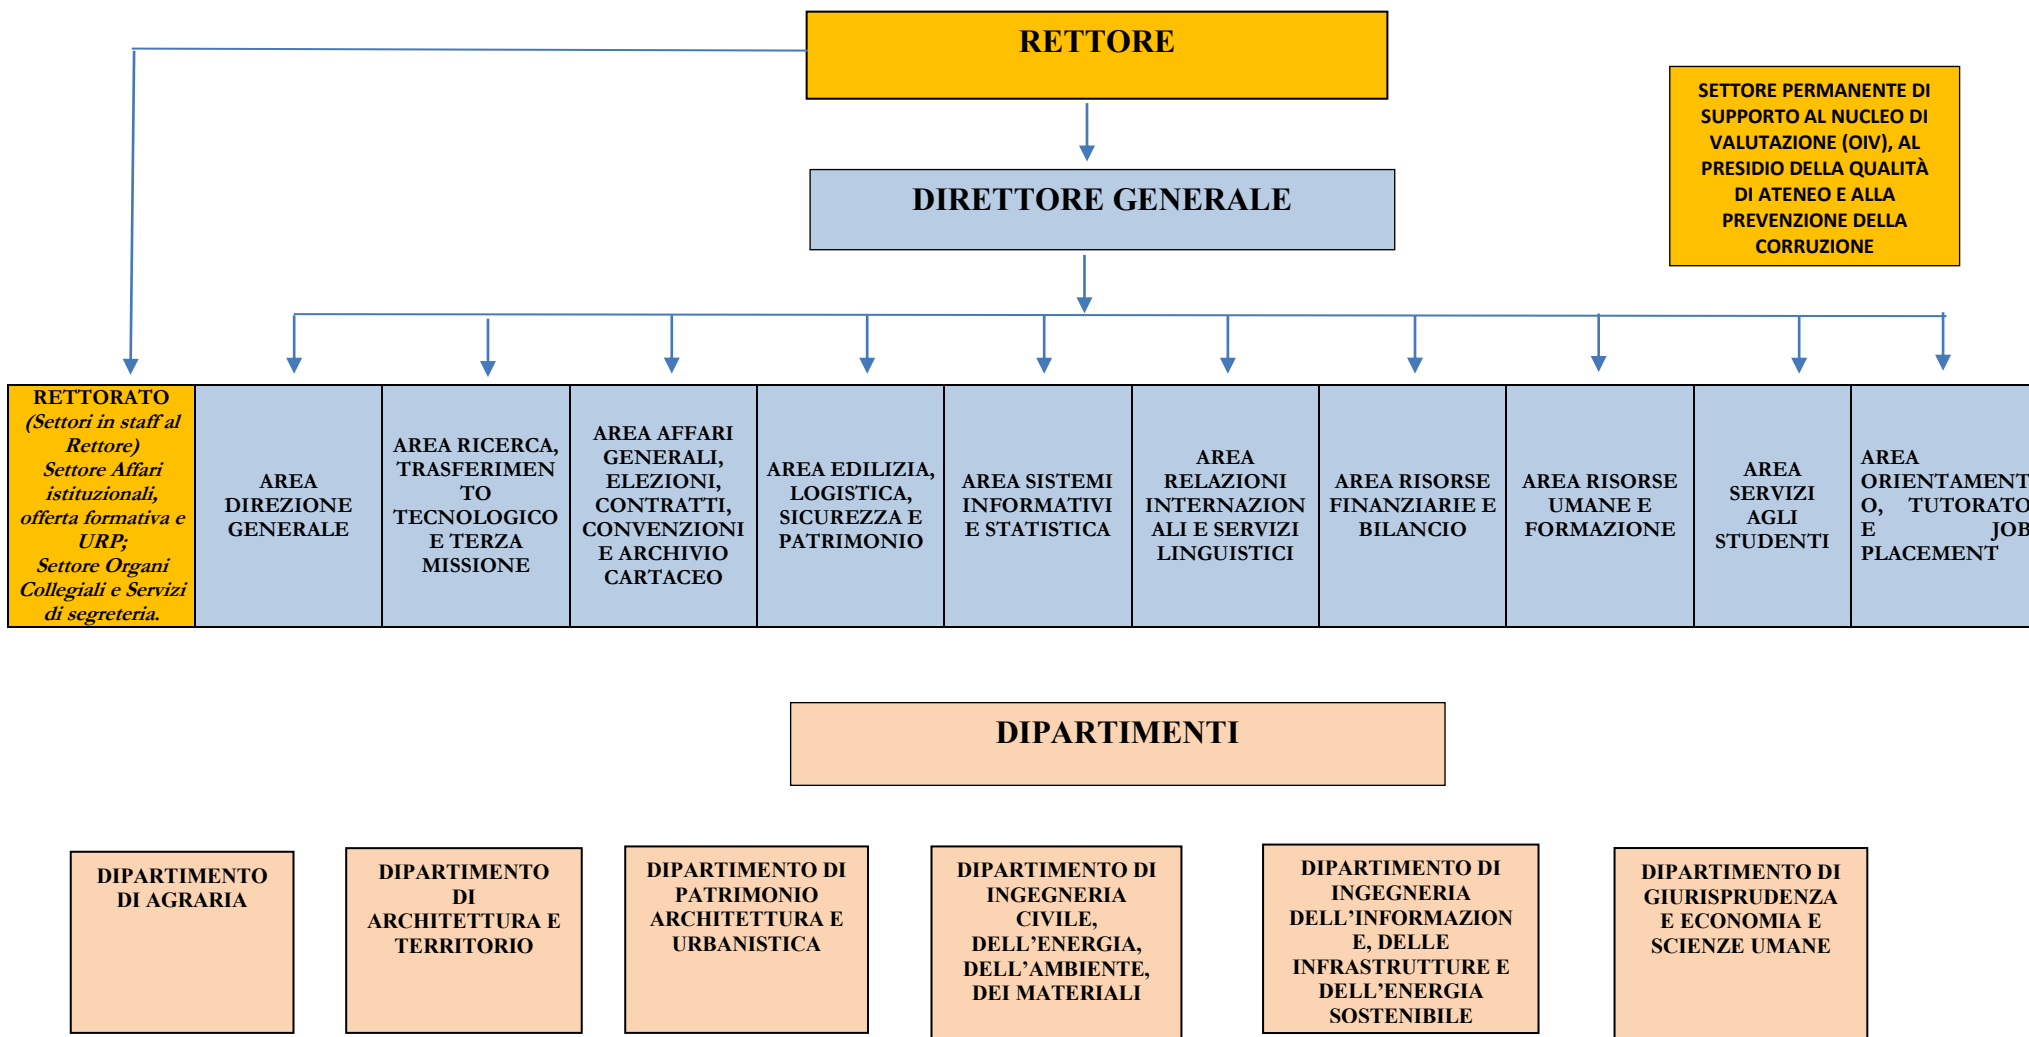 RETTORE
SETTORE PERMANENTE DI
SUPPORTO AL NUCLEO DI
VALUTAZIONE (OIV), AL
PRESIDIO DELLA QUALITÀ
DI ATENEO E ALLA
PREVENZIONE DELLA
CORRUZIONE
DIRETTORE GENERALE
RETTORATO
(Settori in staff al
Rettore)
Settore Affari
istituzionali,
offerta formativa e
URP;
Settore Organi
Collegiali e Servizi
di segreteria.
AREA
DIREZIONE
GENERALE
AREA RICERCA,
TRASFERIMEN
TO
TECNOLOGICO
E TERZA
MISSIONE
AREA AFFARI
GENERALI,
ELEZIONI,
CONTRATTI,
CONVENZIONI
E ARCHIVIO
CARTACEO
AREA EDILIZIA,
LOGISTICA,
SICUREZZA E
PATRIMONIO
AREA SISTEMI
INFORMATIVI
E STATISTICA
AREA
RELAZIONI
INTERNAZION
ALI E SERVIZI
LINGUISTICI
AREA RISORSE
FINANZIARIE E
BILANCIO
AREA RISORSE
UMANE E
FORMAZIONE
AREA
SERVIZI
AGLI
STUDENTI
AREA
ORIENTAMENT
O, TUTORATO
E JOB
PLACEMENT
DIPARTIMENTI
DIPARTIMENTO
DI AGRARIA
DIPARTIMENTO
DI
ARCHITETTURA E
TERRITORIO
DIPARTIMENTO DI
PATRIMONIO
ARCHITETTURA E
URBANISTICA
DIPARTIMENTO DI
INGEGNERIA
CIVILE,
DELL'ENERGIA,
DELL'AMBIENTE,
DEI MATERIALI
DIPARTIMENTO DI
INGEGNERIA
DELL'INFORMAZION
E, DELLE
INFRASTRUTTURE E
DELL'ENERGIA
SOSTENIBILE
DIPARTIMENTO DI
GIURISPRUDENZA
E ECONOMIA E
SCIENZE UMANE